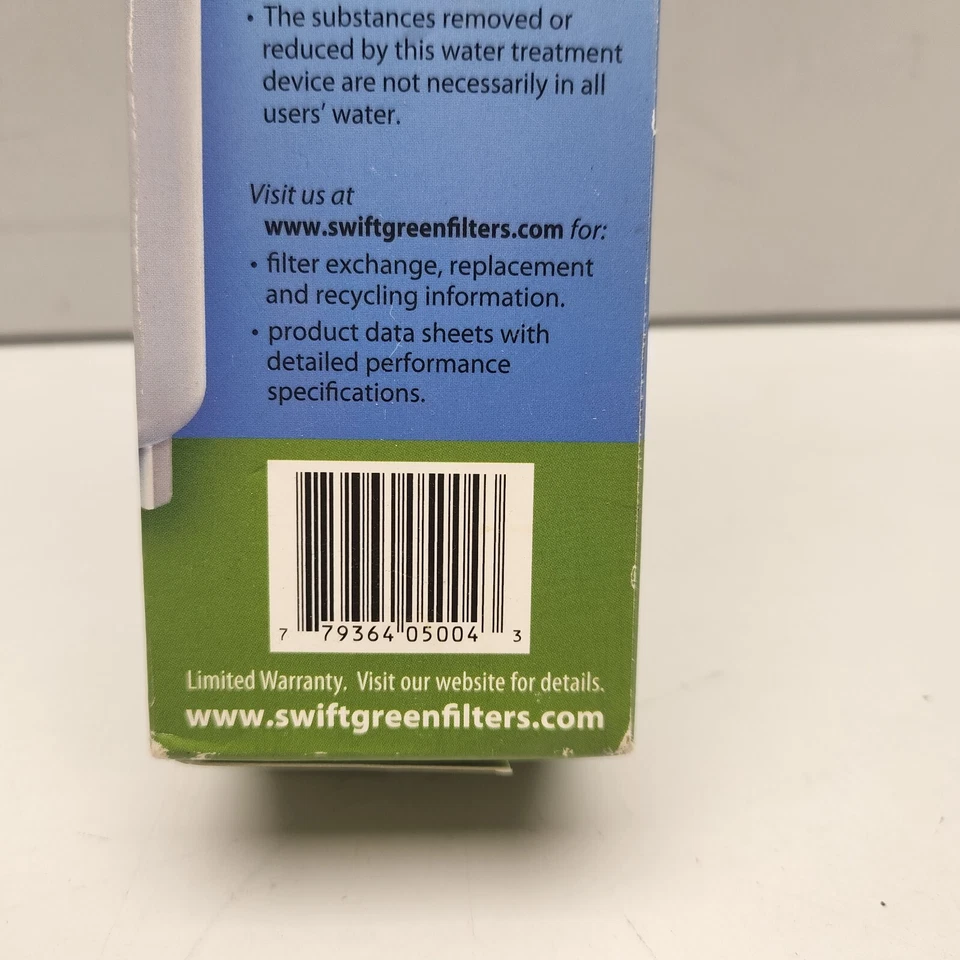 • The substances removed or
reduced by this water treatment
device are not necessarily in all
users' water.
Visit us at
www.swiftgreenfilters.com for:
• filter exchange, replacement
and recycling information.
• product data sheets with
detailed performance
specifications.
7 79364 05004 3
Limited Warranty. Visit our website for details.
www.swiftgreenfilters.com